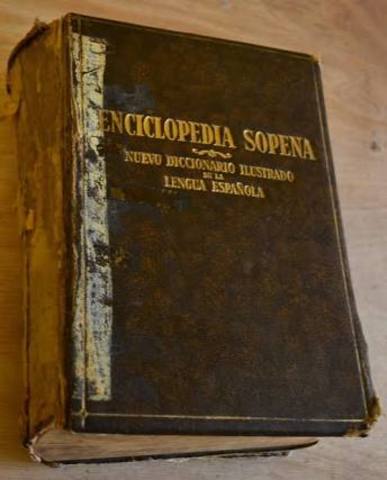 ENCICLOPEDIA SOPENA
NUEVO DICCIONARIO ILUSTRADO
DE LA
LENGUA ESPAÑOLA